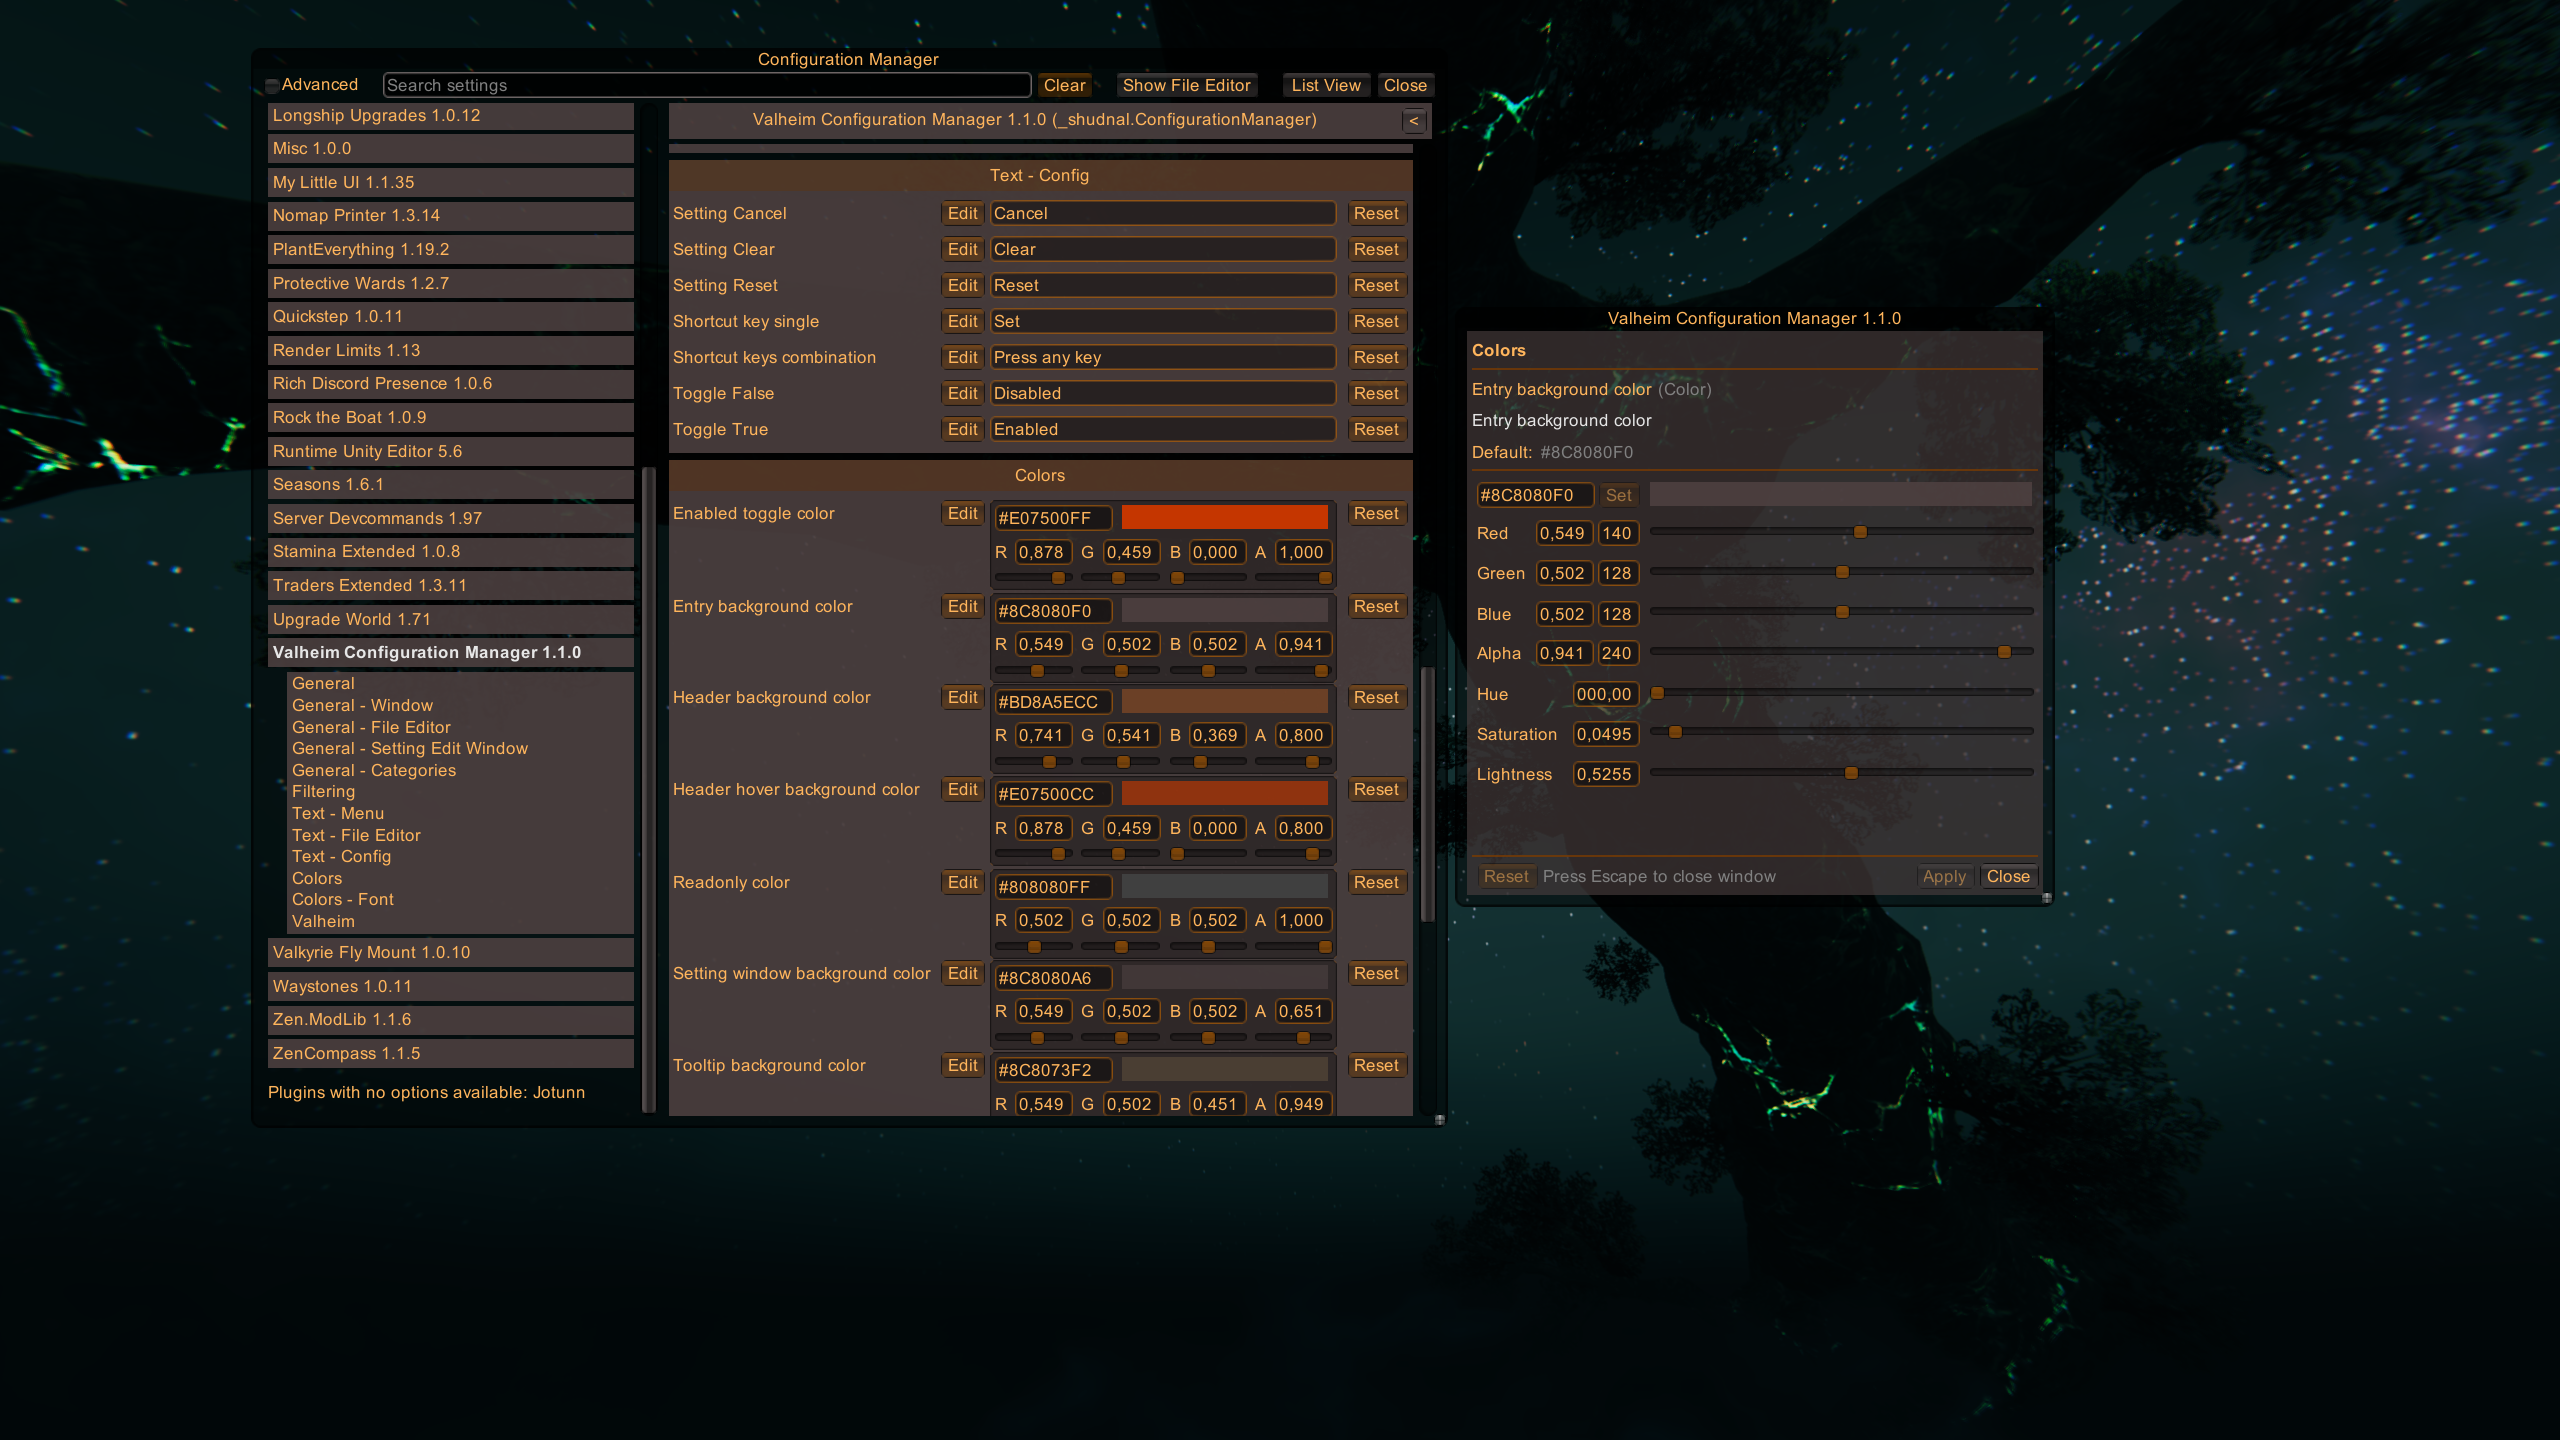 Configuration Manager
Advanced Search settings Clear Show File Editor List View Close
Longship Upgrades 1.0.12
Misc 1.0.0
My Little UI 1.1.35
Nomap Printer 1.3.14
PlantEverything 1.19.2
Protective Wards 1.2.7
Quickstep 1.0.11
Render Limits 1.13
Rich Discord Presence 1.0.6
Rock the Boat 1.0.9
Runtime Unity Editor 5.6
Seasons 1.6.1
Server Devcommands 1.97
Stamina Extended 1.0.8
Traders Extended 1.3.11
Upgrade World 1.71
Valheim Configuration Manager 1.1.0
General
General - Window
General - File Editor
General - Setting Edit Window
General - Categories
Filtering
Text - Menu
Text - File Editor
Text - Config
Colors
Colors - Font
Valheim
Valkyrie Fly Mount 1.0.10
Waystones 1.0.11
Zen.ModLib 1.1.6
ZenCompass 1.1.5
Plugins with no options available: Jotunn
Valheim Configuration Manager 1.1.0 (_shudnal.ConfigurationManager) <
Text - Config
Setting Cancel Edit Cancel Reset
Setting Clear Edit Clear Reset
Setting Reset Edit Reset Reset
Shortcut key single Edit Set Reset
Shortcut keys combination Edit Press any key Reset
Toggle False Edit Disabled Reset
Toggle True Edit Enabled Reset
Colors
Enabled toggle color Edit #E07500FF Reset
R 0,878 G 0,459 B 0,000 A 1,000
Entry background color Edit #8C8080F0 Reset
R 0,549 G 0,502 B 0,502 A 0,941
Header background color Edit #BD8A5ECC Reset
R 0,741 G 0,541 B 0,369 A 0,800
Header hover background color Edit #E07500CC Reset
R 0,878 G 0,459 B 0,000 A 0,800
Readonly color Edit #808080FF Reset
R 0,502 G 0,502 B 0,502 A 1,000
Setting window background color Edit #8C8080A6 Reset
R 0,549 G 0,502 B 0,502 A 0,651
Tooltip background color Edit #8C8073F2 Reset
R 0,549 G 0,502 B 0,451 A 0,949
Valheim Configuration Manager 1.1.0
Colors
Entry background color (Color)
Entry background color
Default: #8C8080F0
#8C8080F0 Set
Red 0,549 140
Green 0,502 128
Blue 0,502 128
Alpha 0,941 240
Hue 000,00
Saturation 0,0495
Lightness 0,5255
Reset Press Escape to close window Apply Close